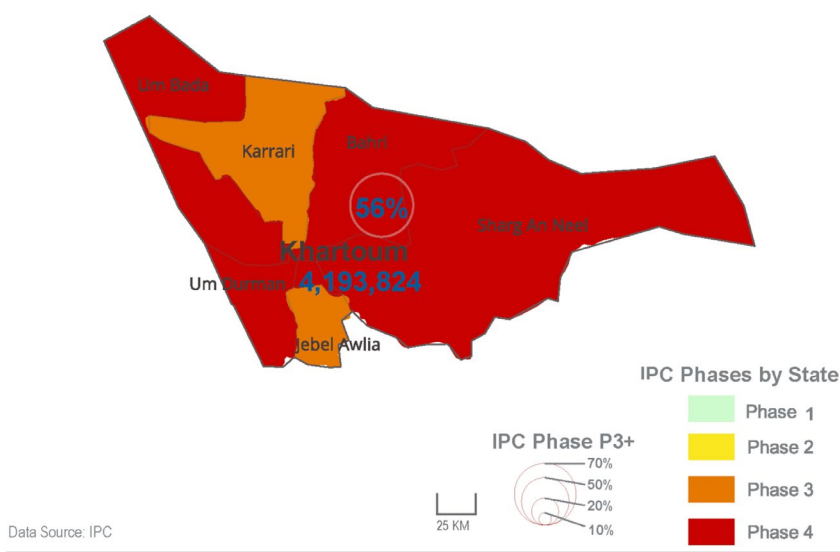 Um Bada
Karrari
Bahri
56%
Sharg An Neel
Khartoum
Um Durman
4,193,824
Jebel Awlia
IPC Phases by State
Phase 1
Phase 2
Phase 3
Phase 4
IPC Phase P3+
70%
50%
20%
10%
25 KM
Data Source: IPC